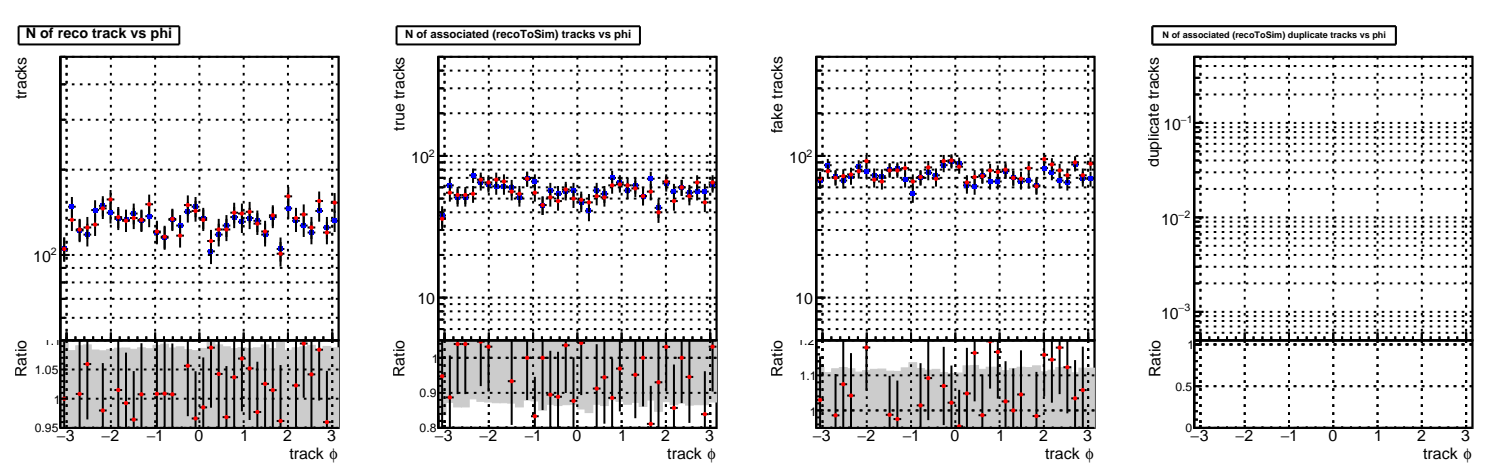 N of reco track vs phi
tracks
10²
Ratio
1.1
1.05
1
0.95
−3 −2 −1 0 1 2 3
track ϕ
N of associated (recoToSim) tracks vs phi
true tracks
10²
10
Ratio
1
0.9
0.8
−3 −2 −1 0 1 2 3
track ϕ
fake tracks
10²
10
Ratio
1.2
1.1
1
−3 −2 −1 0 1 2 3
track ϕ
N of associated (recoToSim) duplicate tracks vs phi
duplicate tracks
10⁻¹
10⁻²
10⁻³
Ratio
1
0.5
0
−3 −2 −1 0 1 2 3
track ϕ